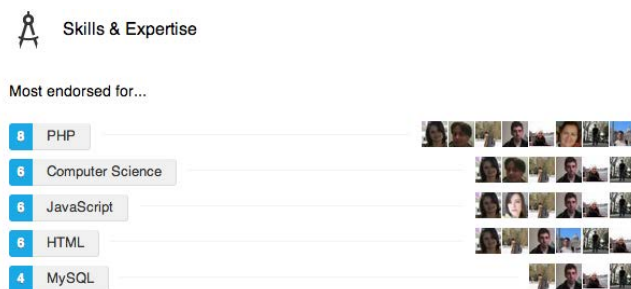 Skills & Expertise
Most endorsed for...
8 PHP
6 Computer Science
6 JavaScript
6 HTML
4 MySQL